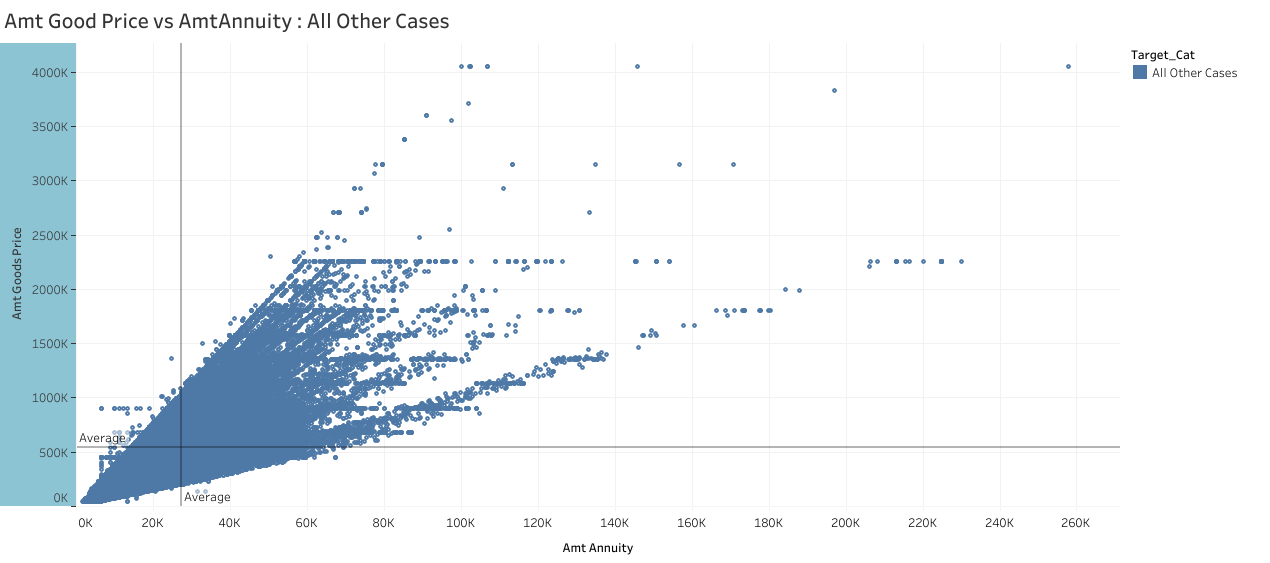 Amt Good Price vs AmtAnnuity : All Other Cases
Target_Cat
All Other Cases
Amt Goods Price
4000K
3500K
3000K
2500K
2000K
1500K
1000K
500K
0K
Average
Average
0K 20K 40K 60K 80K 100K 120K 140K 160K 180K 200K 220K 240K 260K
Amt Annuity